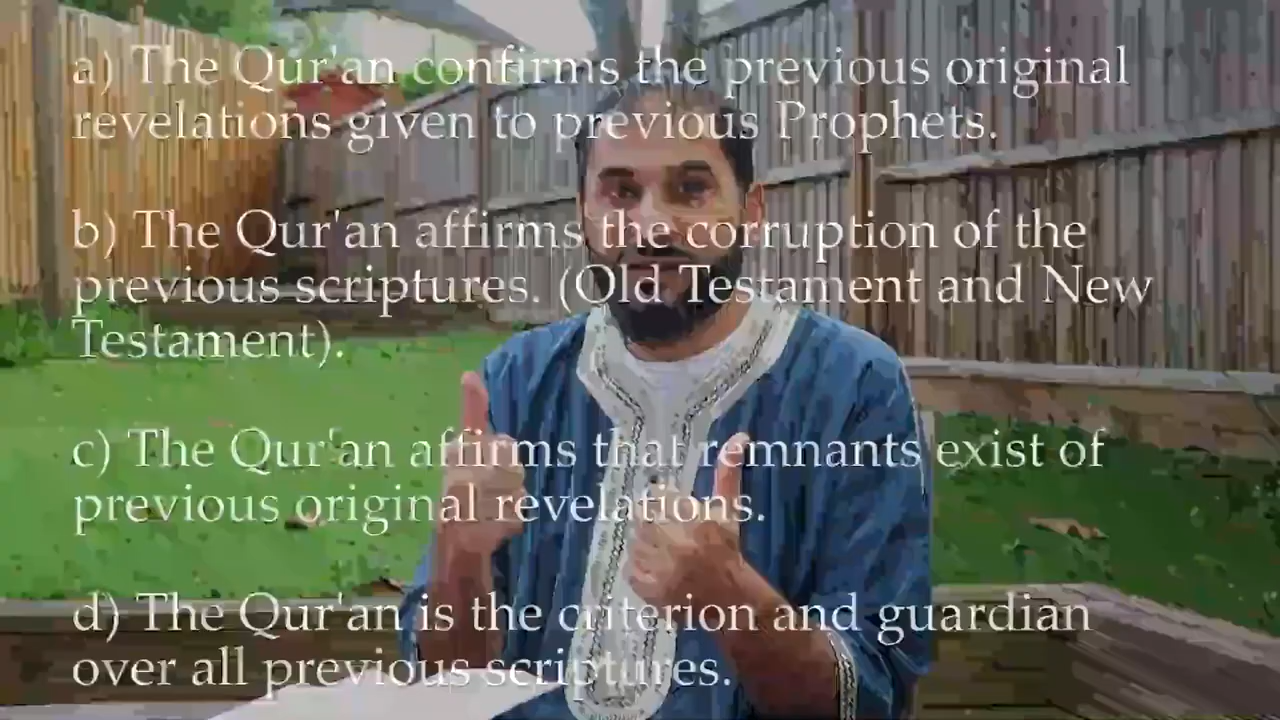 a) The Qur'an confirms the previous original
revelations given to previous Prophets.
b) The Qur'an affirms the corruption of the
previous scriptures. (Old Testament and New
Testament).
c) The Qur'an affirms that remnants exist of
previous original revelations.
d) The Qur'an is the criterion and guardian
over all previous scriptures.